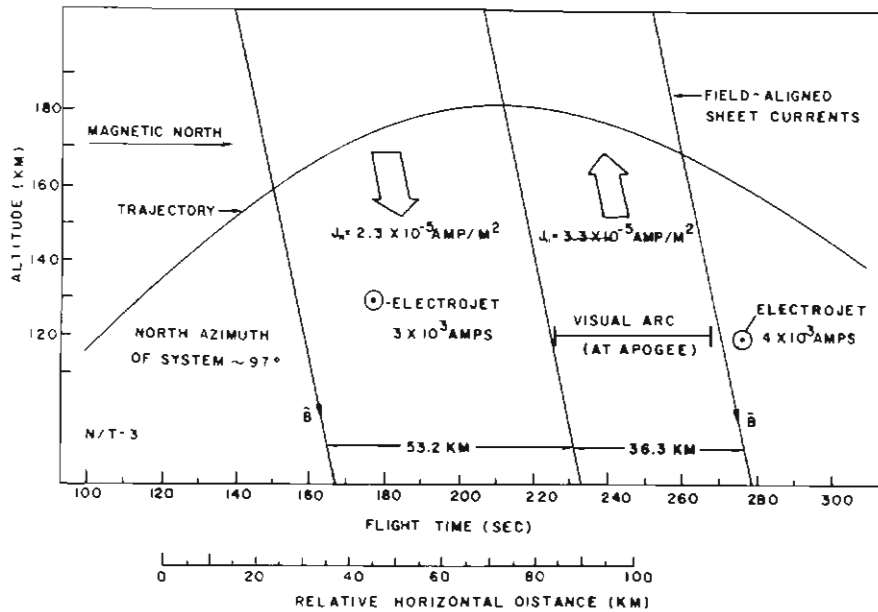 180
160
140
120
ALTITUDE (KM)
MAGNETIC NORTH
TRAJECTORY
FIELD-ALIGNED
SHEET CURRENTS
J„= 2.3 X 10-5 AMP/M2
J„= 3.3 X 10-5 AMP/M2
-ELECTROJET
3 X 103 AMPS
VISUAL ARC
(AT APOGEE)
ELECTROJET
4 X 103 AMPS
NORTH AZIMUTH
OF SYSTEM ~ 97°
B̄
B̄
N/T-3
53.2 KM
36.3 KM
100 120 140 160 180 200 220 240 260 280 300
FLIGHT TIME (SEC)
0 20 40 60 80 100
RELATIVE HORIZONTAL DISTANCE (KM)